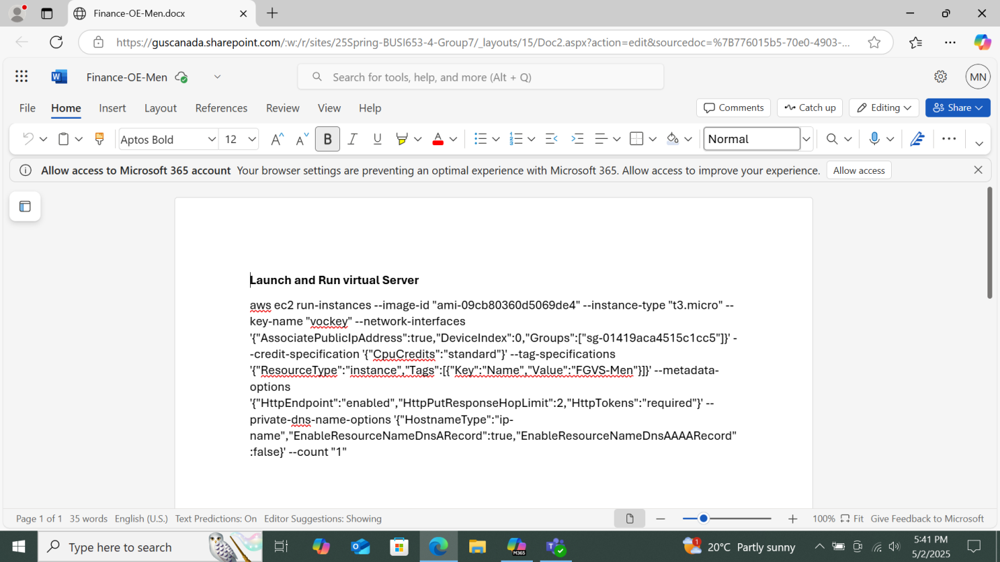 Finance-OE-Men.docx
https://guscanada.sharepoint.com/:w:/r/sites/25Spring-BUSI653-4-Group7/_layouts/15/Doc2.aspx?action=edit&sourcedoc=%7B776015b5-70e0-4903-...
W Finance-OE-Men Search for tools, help, and more (Alt + Q) MN
File Home Insert Layout References Review View Help Comments Catch up Editing Share
Aptos Bold 12 A A B I U A Normal
Allow access to Microsoft 365 account Your browser settings are preventing an optimal experience with Microsoft 365. Allow access to improve your experience. Allow access
Launch and Run virtual Server
aws ec2 run-instances --image-id "ami-09cb80360d5069de4" --instance-type "t3.micro" --
key-name "vockey" --network-interfaces
'{"AssociatePublicIpAddress":true,"DeviceIndex":0,"Groups":["sg-01419aca4515c1cc5"]}' -
-credit-specification '{"CpuCredits":"standard"}' --tag-specifications
'{"ResourceType":"instance","Tags":[{"Key":"Name","Value":"FGVS-Men"}]}' --metadata-
options
'{"HttpEndpoint":"enabled","HttpPutResponseHopLimit":2,"HttpTokens":"required"}' --
private-dns-name-options '{"HostnameType":"ip-
name","EnableResourceNameDnsARecord":true,"EnableResourceNameDnsAAAARecord"
:false}' --count "1"
Page 1 of 1 35 words English (U.S.) Text Predictions: On Editor Suggestions: Showing 100% Fit Give Feedback to Microsoft
Type here to search M365 1 20°C Partly sunny 5:41 PM
5/2/2025